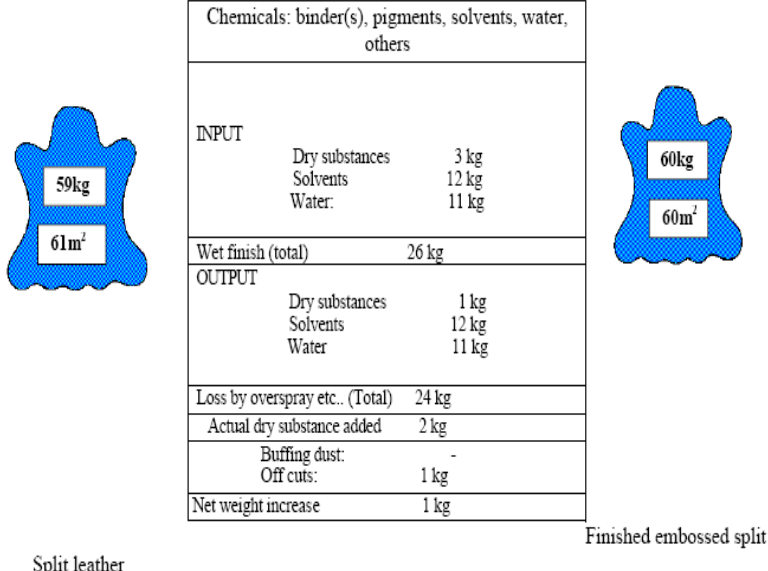 Chemicals: binder(s), pigments, solvents, water,
others
INPUT
Dry substances 3 kg
Solvents 12 kg
Water: 11 kg
Wet finish (total) 26 kg
OUTPUT
Dry substances 1 kg
Solvents 12 kg
Water 11 kg
Loss by overspray etc.. (Total) 24 kg
Actual dry substance added 2 kg
Buffing dust: -
Off cuts: 1 kg
Net weight increase 1 kg
59kg
61m²
Split leather
60kg
60m²
Finished embossed split